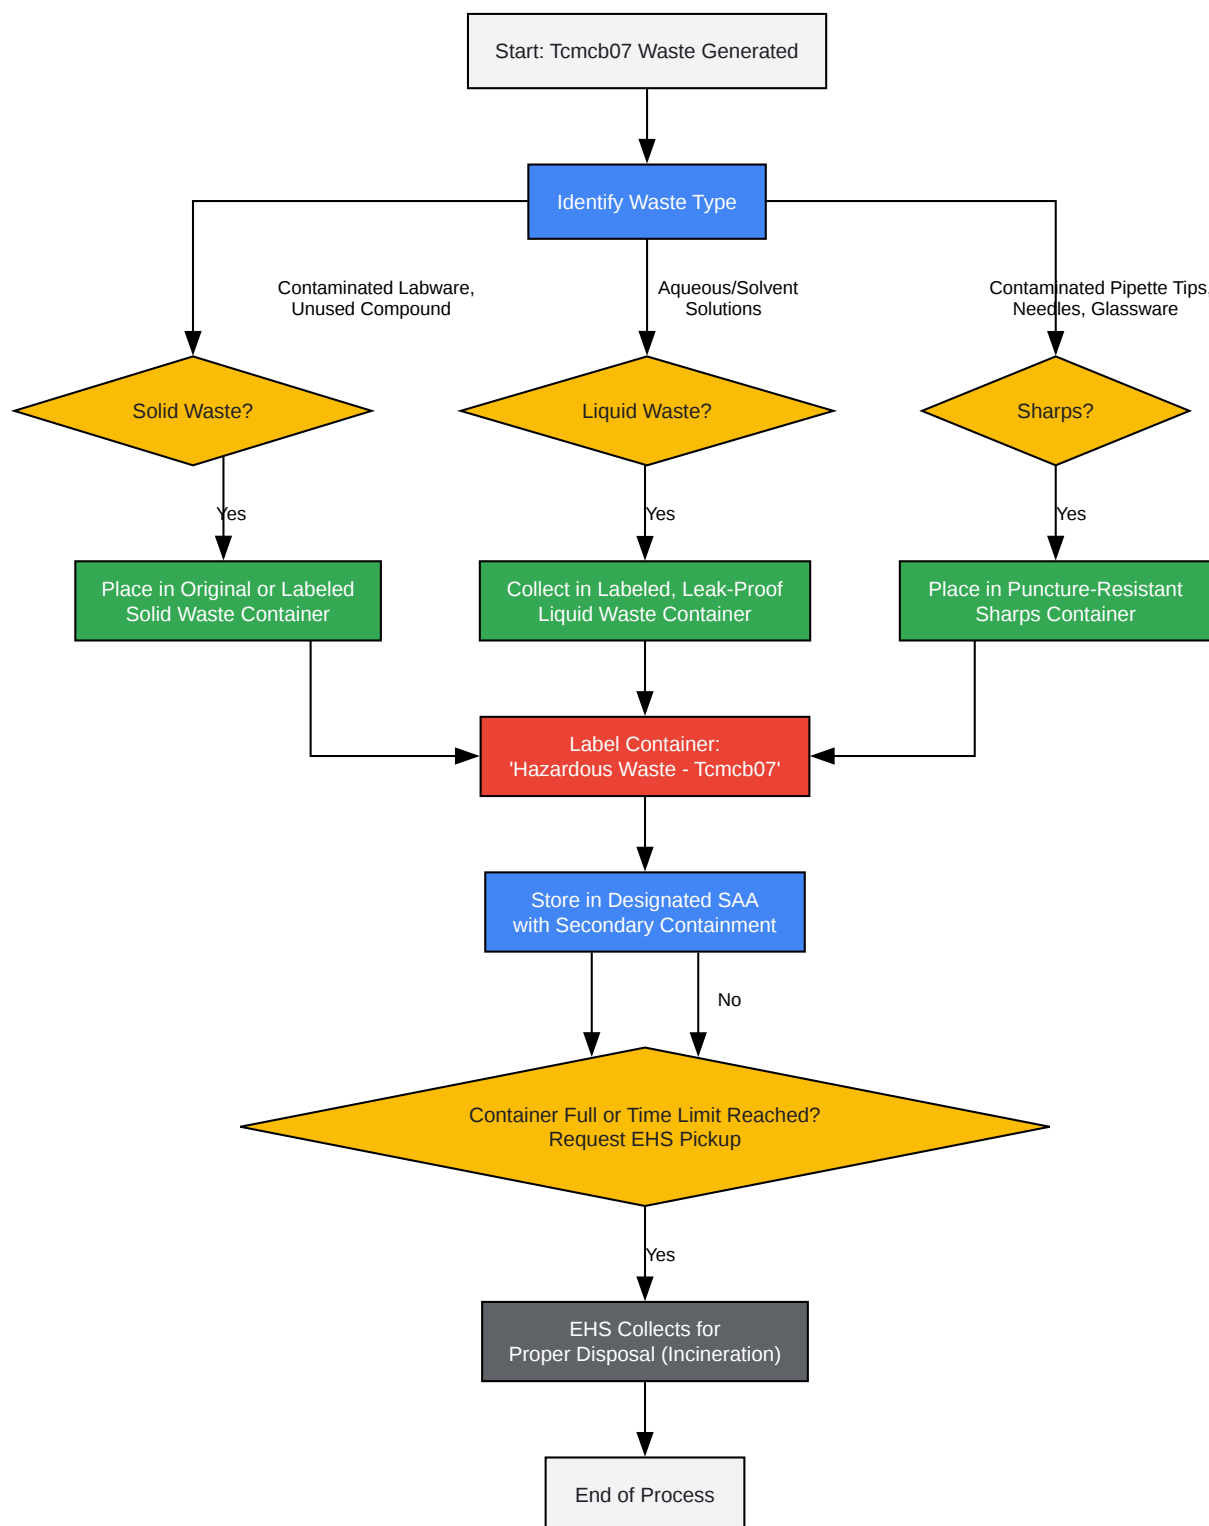 Start: Tcmcb07 Waste Generated
Identify Waste Type
Contaminated Labware,
Unused Compound
Aqueous/Solvent
Solutions
Contaminated Pipette Tips,
Needles, Glassware
Solid Waste?
Liquid Waste?
Sharps?
Yes
Yes
Yes
Place in Original or Labeled
Solid Waste Container
Collect in Labeled, Leak-Proof
Liquid Waste Container
Place in Puncture-Resistant
Sharps Container
Label Container:
'Hazardous Waste - Tcmcb07'
Store in Designated SAA
with Secondary Containment
No
Container Full or Time Limit Reached?
Request EHS Pickup
Yes
EHS Collects for
Proper Disposal (Incineration)
End of Process